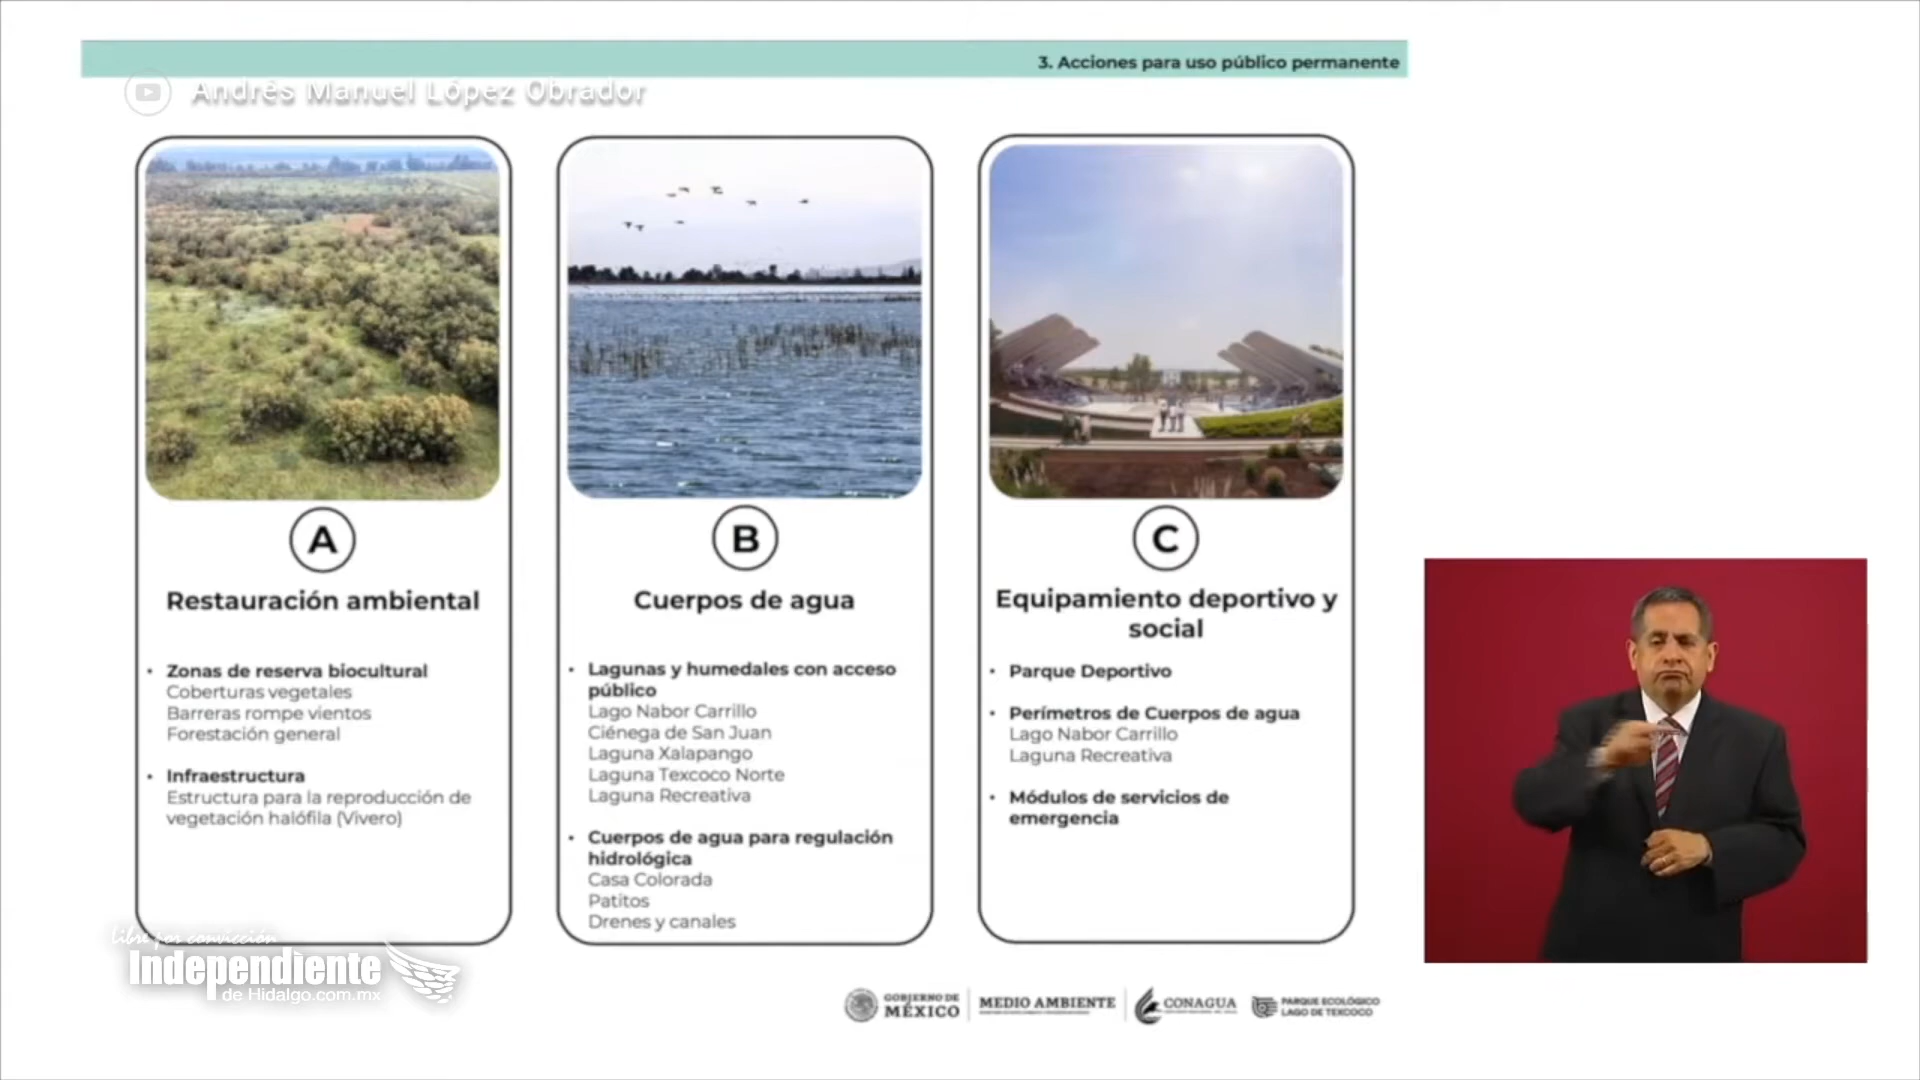 3. Acciones para uso público permanente
Andrés Manuel López Obrador
A
Restauración ambiental
• Zonas de reserva biocultural
Coberturas vegetales
Barreras rompe vientos
Forestación general
• Infraestructura
Estructura para la reproducción de
vegetación halófila (Vivero)
B
Cuerpos de agua
• Lagunas y humedales con acceso
público
Lago Nabor Carrillo
Ciénega de San Juan
Laguna Xalapango
Laguna Texcoco Norte
Laguna Recreativa
• Cuerpos de agua para regulación
hidrológica
Casa Colorada
Patitos
Drenes y canales
C
Equipamiento deportivo y
social
• Parque Deportivo
• Perímetros de Cuerpos de agua
Lago Nabor Carrillo
Laguna Recreativa
• Módulos de servicios de
emergencia
Libre por convicción
Independiente
de Hidalgo.com.mx
GOBIERNO DE
MÉXICO
MEDIO AMBIENTE
CONAGUA
PARQUE ECOLÓGICO
LAGO DE TEXCOCO